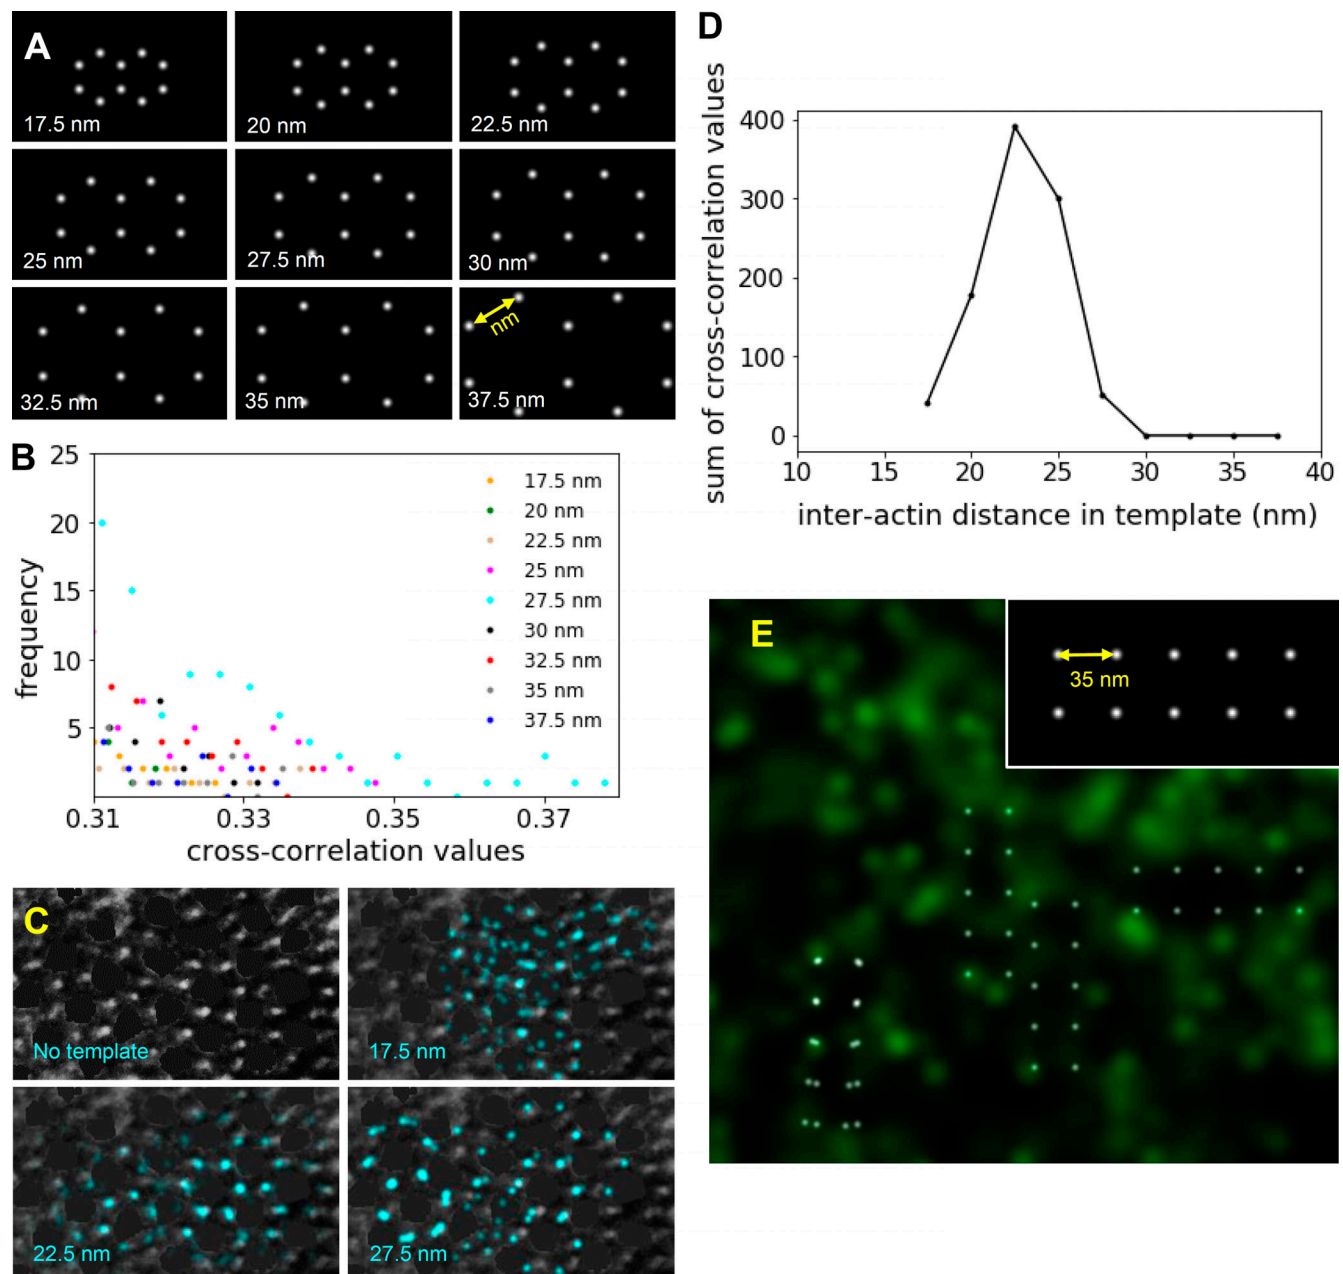 A
17.5 nm
20 nm
22.5 nm
25 nm
27.5 nm
30 nm
32.5 nm
35 nm
nm
37.5 nm
B
25
20
15
10
5
frequency
0.31
0.33
0.35
0.37
cross-correlation values
17.5 nm
20 nm
22.5 nm
25 nm
27.5 nm
30 nm
32.5 nm
35 nm
37.5 nm
C
No template
17.5 nm
22.5 nm
27.5 nm
D
sum of cross-correlation values
400
300
200
100
0
10
15
20
25
30
35
40
inter-actin distance in template (nm)
E
35 nm